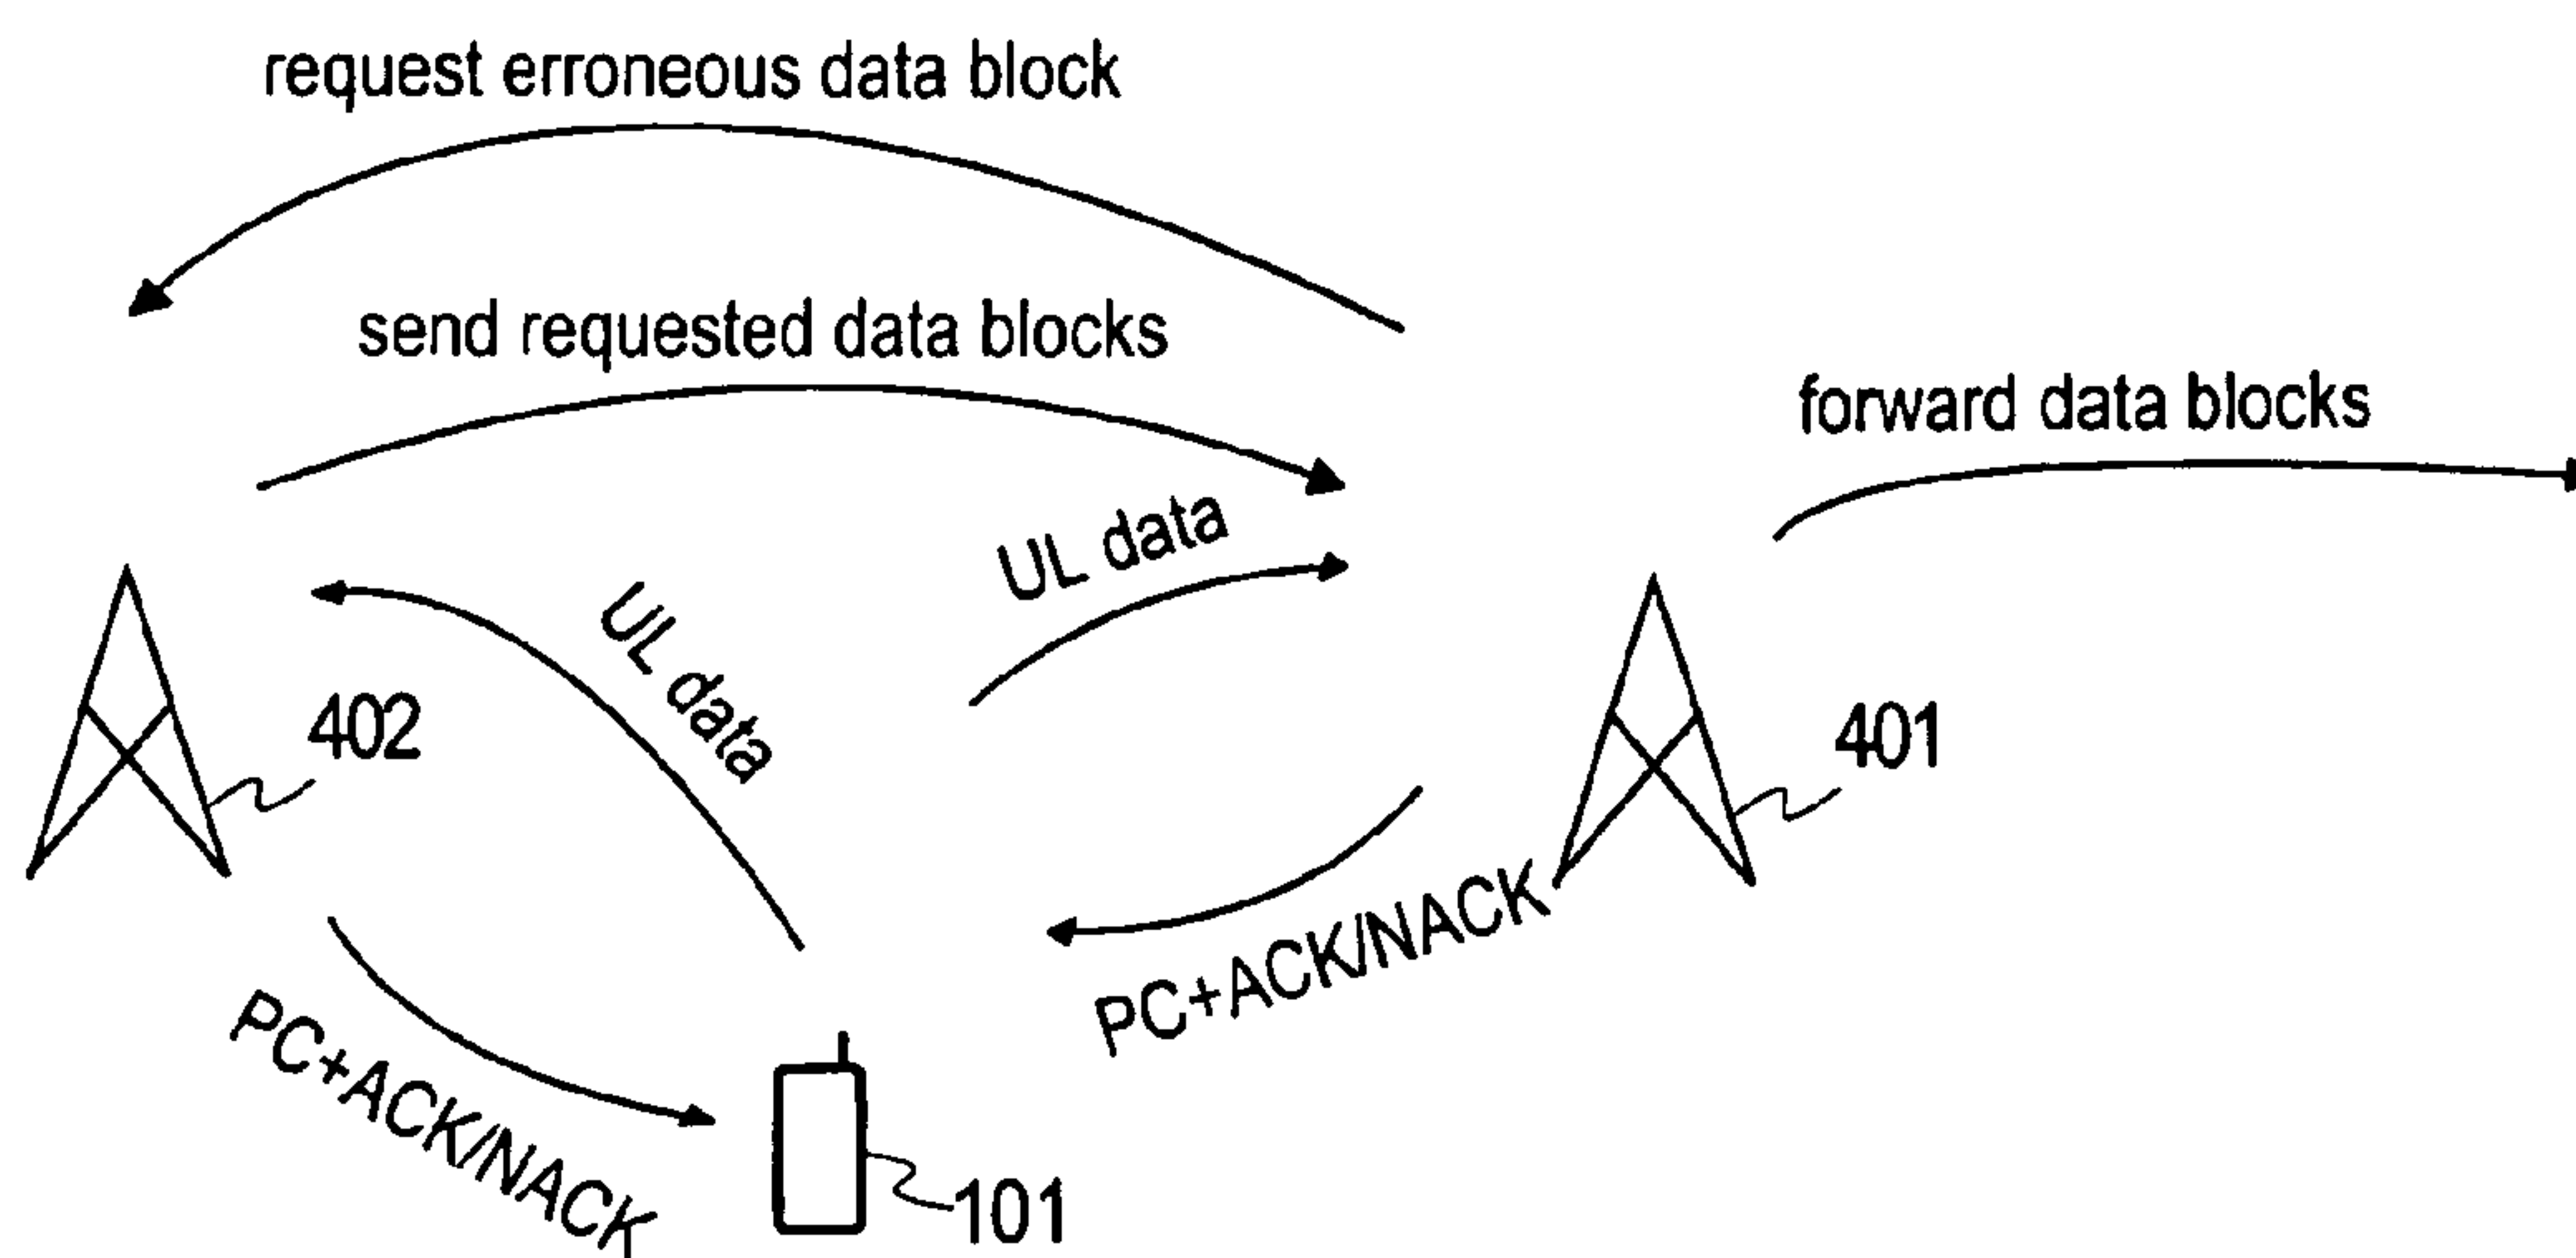 request erroneous data block
send requested data blocks
forward data blocks
UL data
UL data
402
401
PC+ACK/NACK
PC+ACK/NACK
101